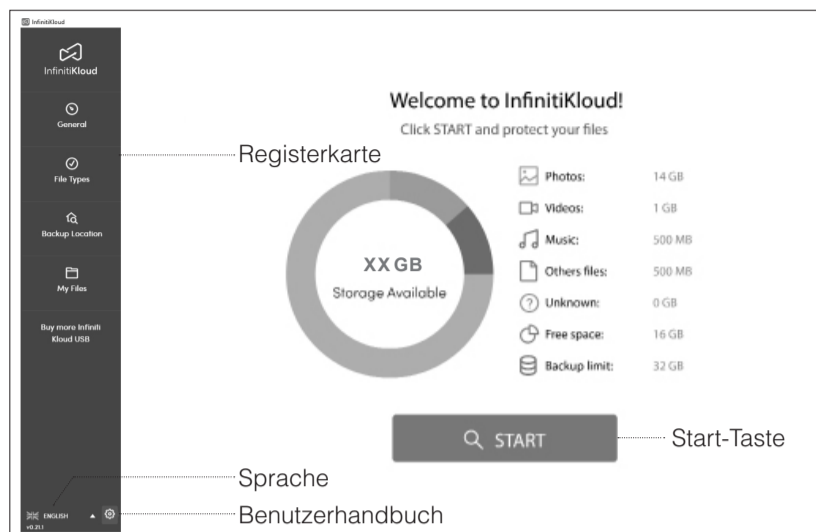 InfinitiKloud
InfinitiKloud
General
File Types
Backup Location
My Files
Buy more Infiniti
Kloud USB
ENGLISH
v0.21.1
Registerkarte
Sprache
Benutzerhandbuch
Welcome to InfinitiKloud!
Click START and protect your files
XX GB
Storage Available
Photos: 14 GB
Videos: 1 GB
Music: 500 MB
Others files: 500 MB
Unknown: 0 GB
Free space: 16 GB
Backup limit: 32 GB
START
Start-Taste